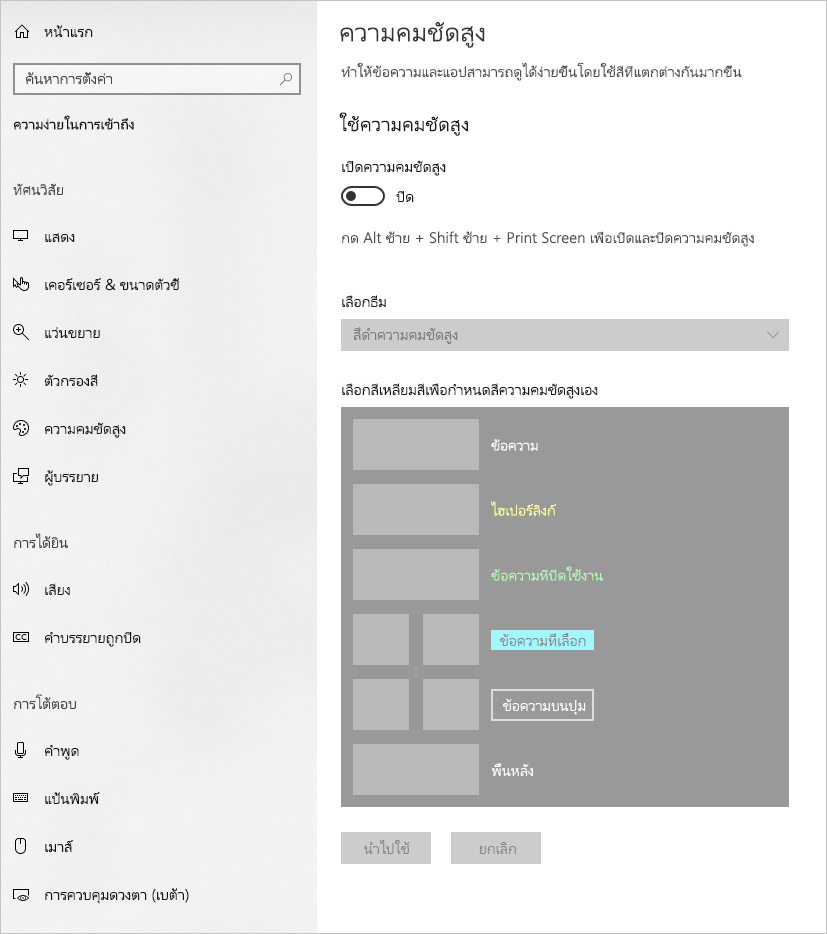 หน้าแรก
ค้นหาการตั้งค่า
ความง่ายในการเข้าถึง
ทัศนวิสัย
แสดง
เคอร์เซอร์ & ขนาดตัวชี้
แว่นขยาย
ตัวกรองสี
ความคมชัดสูง
ผู้บรรยาย
การได้ยิน
เสียง
คำบรรยายถูกปิด
การโต้ตอบ
คำพูด
แป้นพิมพ์
เมาส์
การควบคุมดวงตา (เบต้า)
ความคมชัดสูง
ทำให้ข้อความและแอปสามารถดูได้ง่ายขึ้นโดยใช้สีที่แตกต่างกันมากขึ้น
ใช้ความคมชัดสูง
เปิดความคมชัดสูง
ปิด
กด Alt ซ้าย + Shift ซ้าย + Print Screen เพื่อเปิดและปิดความคมชัดสูง
เลือกธีม
สีดำความคมชัดสูง
เลือกสี่เหลี่ยมสีเพื่อกำหนดสีความคมชัดสูงเอง
ข้อความ
ไฮเปอร์ลิงก์
ข้อความที่ปิดใช้งาน
ข้อความที่เลือก
ข้อความบนปุ่ม
พื้นหลัง
นำไปใช้
ยกเลิก